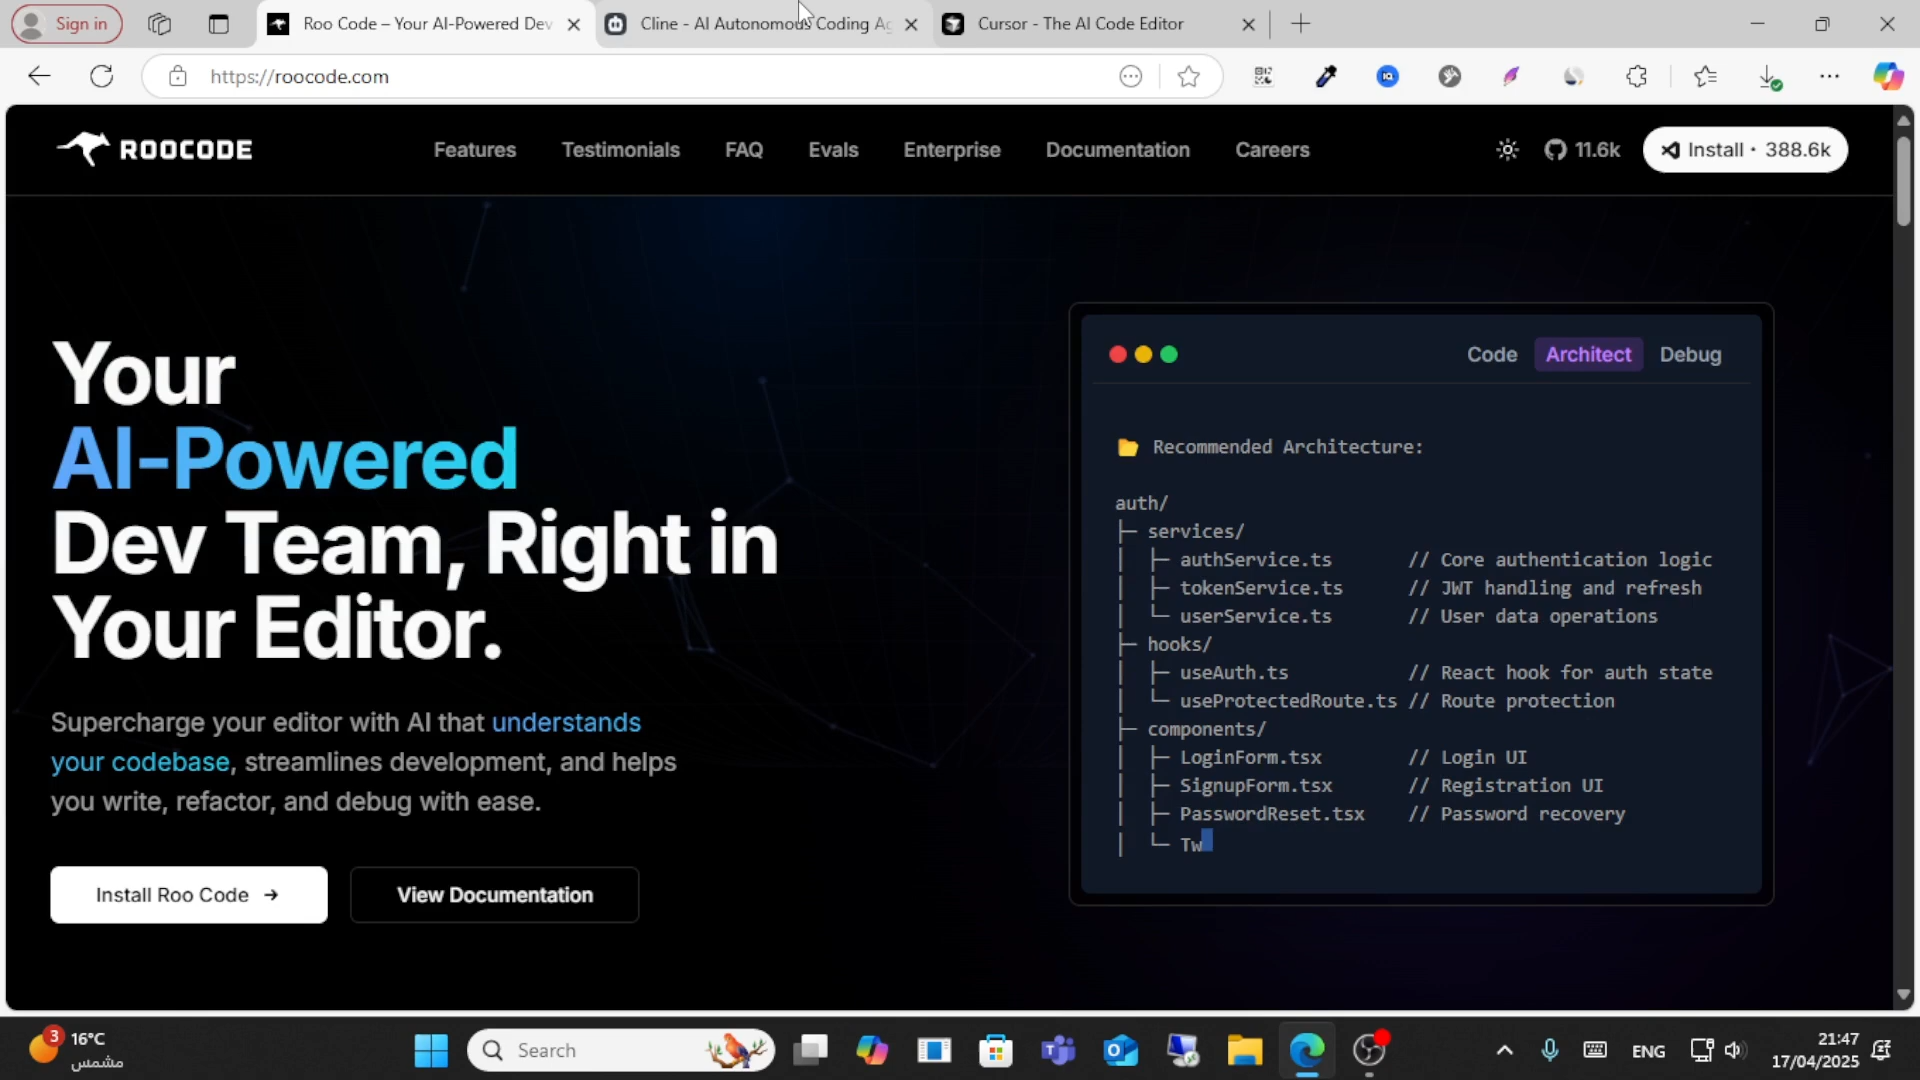 Sign in
Roo Code – Your AI-Powered Dev
Cline - AI Autonomous Coding Ag
Cursor - The AI Code Editor
https://roocode.com
ROOCODE
Features
Testimonials
FAQ
Evals
Enterprise
Documentation
Careers
11.6k
Install · 388.6k
Your
AI-Powered
Dev Team, Right in
Your Editor.
Supercharge your editor with AI that understands
your codebase, streamlines development, and helps
you write, refactor, and debug with ease.
Install Roo Code →
View Documentation
Code
Architect
Debug
Recommended Architecture:
auth/
├─ services/
│  ├─ authService.ts // Core authentication logic
│  ├─ tokenService.ts // JWT handling and refresh
│  └─ userService.ts // User data operations
├─ hooks/
│  ├─ useAuth.ts // React hook for auth state
│  └─ useProtectedRoute.ts // Route protection
├─ components/
│  ├─ LoginForm.tsx // Login UI
│  ├─ SignupForm.tsx // Registration UI
│  ├─ PasswordReset.tsx // Password recovery
│  └─ Tw
3
16°C
مشمس
Search
ENG
21:47
17/04/2025